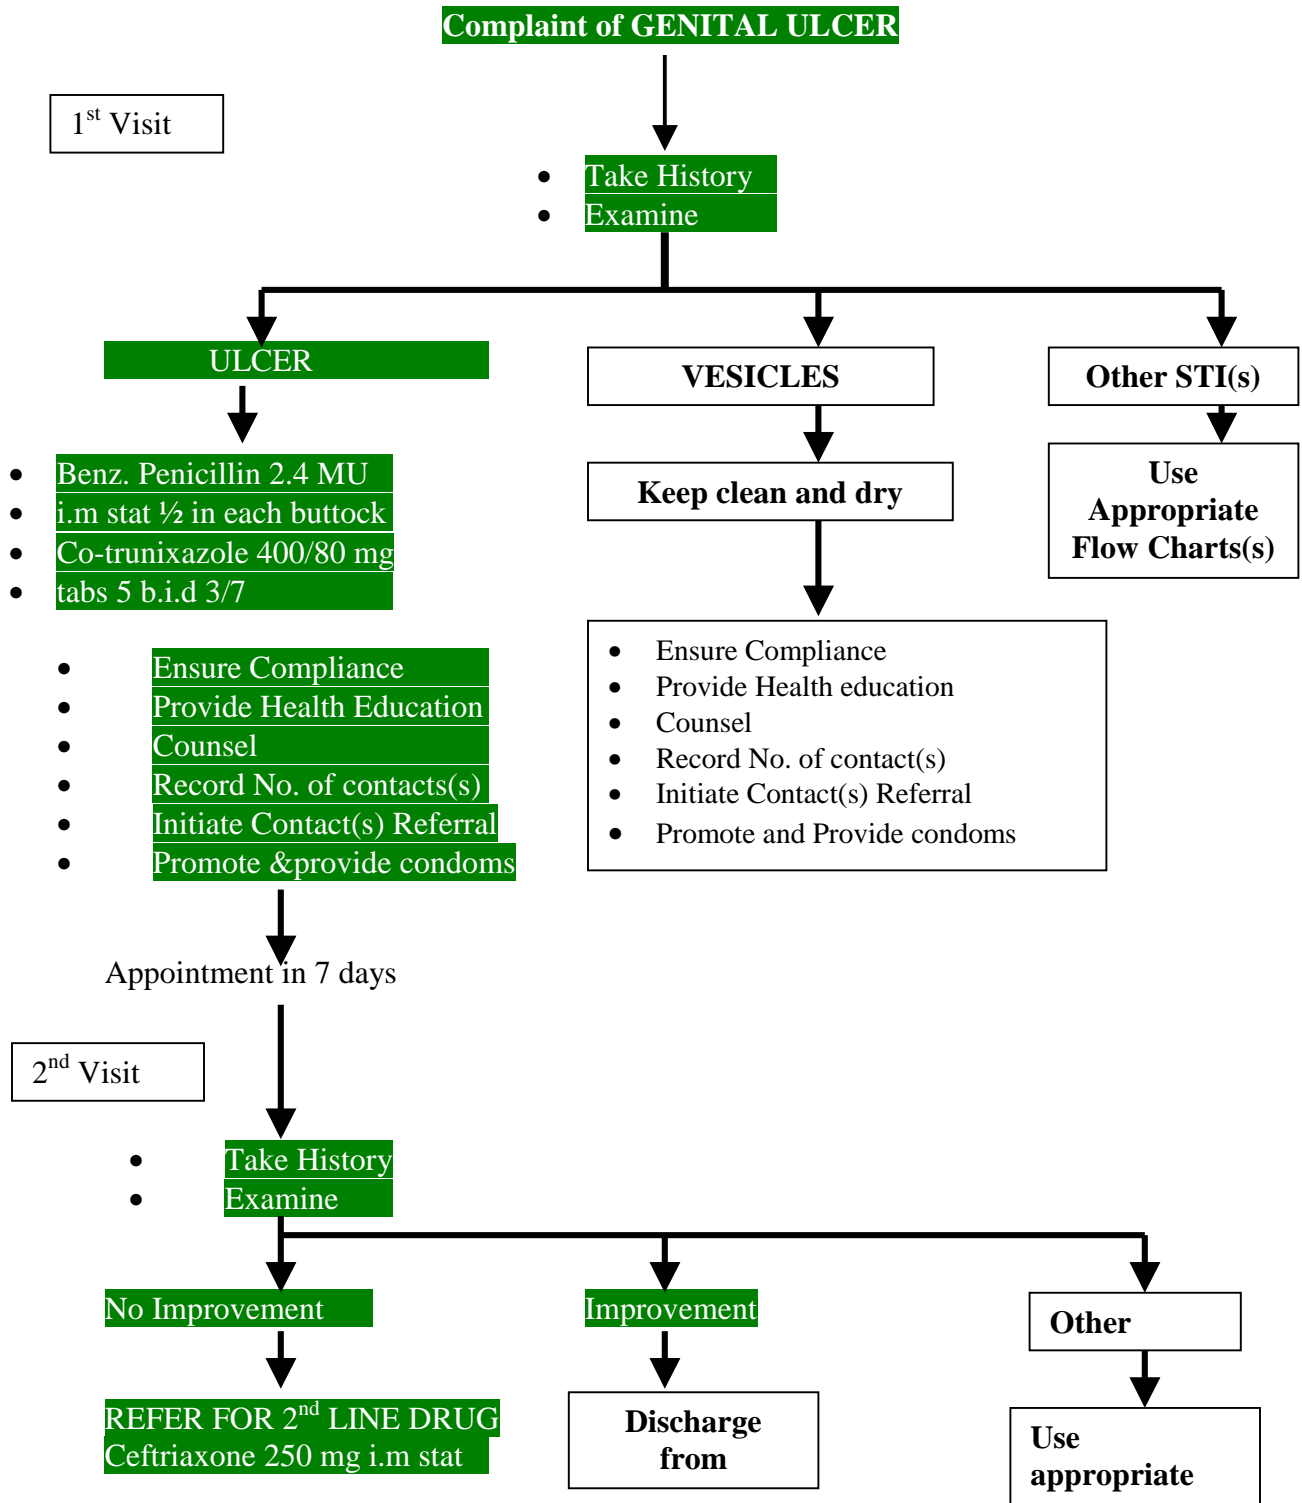 Complaint of GENITAL ULCER
1st Visit
• Take History
• Examine
ULCER
• Benz. Penicillin 2.4 MU
• i.m stat ½ in each buttock
• Co-trunixazole 400/80 mg
• tabs 5 b.i.d 3/7
• Ensure Compliance
• Provide Health Education
• Counsel
• Record No. of contacts(s)
• Initiate Contact(s) Referral
• Promote &provide condoms
Appointment in 7 days
VESICLES
Keep clean and dry
• Ensure Compliance
• Provide Health education
• Counsel
• Record No. of contact(s)
• Initiate Contact(s) Referral
• Promote and Provide condoms
Other STI(s)
Use
Appropriate
Flow Charts(s)
2nd Visit
• Take History
• Examine
No Improvement
REFER FOR 2nd LINE DRUG
Ceftriaxone 250 mg i.m stat
Improvement
Discharge
from
Other
Use
appropriate